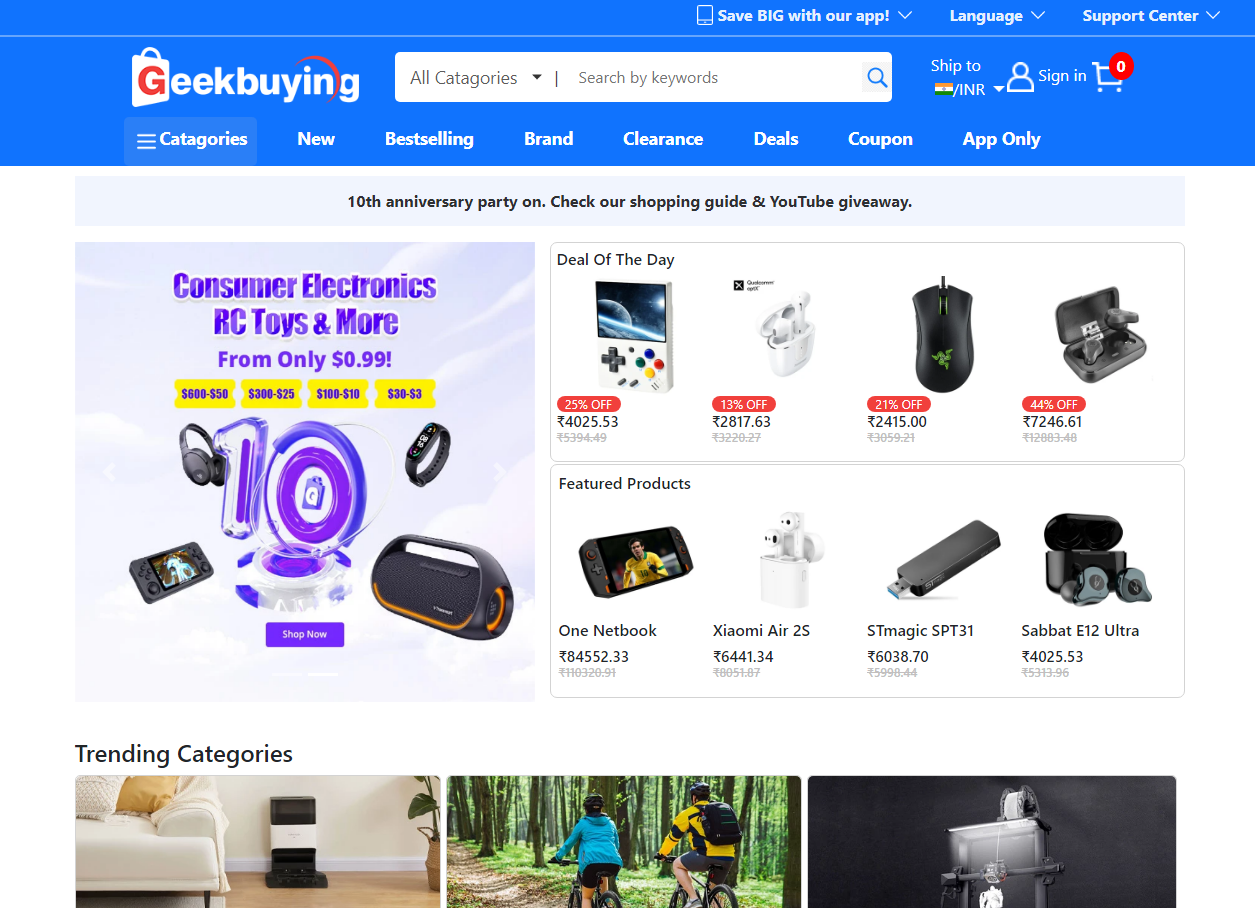 Save BIG with our app!
Language
Support Center
Geekbuying
All Catagories
|
Search by keywords
Ship to
/INR
Sign in
0
Catagories
New
Bestselling
Brand
Clearance
Deals
Coupon
App Only
10th anniversary party on. Check our shopping guide & YouTube giveaway.
Consumer Electronics
RC Toys & More
From Only $0.99!
$600-$50
$300-$25
$100-$10
$30-$3
10
Shop Now
Deal Of The Day
Qualcomm
aptX
25% OFF
₹4025.53
₹5394.49
13% OFF
₹2817.63
₹3220.27
21% OFF
₹2415.00
₹3059.21
44% OFF
₹7246.61
₹12883.48
Featured Products
One Netbook
₹84552.33
₹110320.91
Xiaomi Air 2S
₹6441.34
₹8051.87
STmagic SPT31
₹6038.70
₹5998.44
Sabbat E12 Ultra
₹4025.53
₹5313.96
Trending Categories